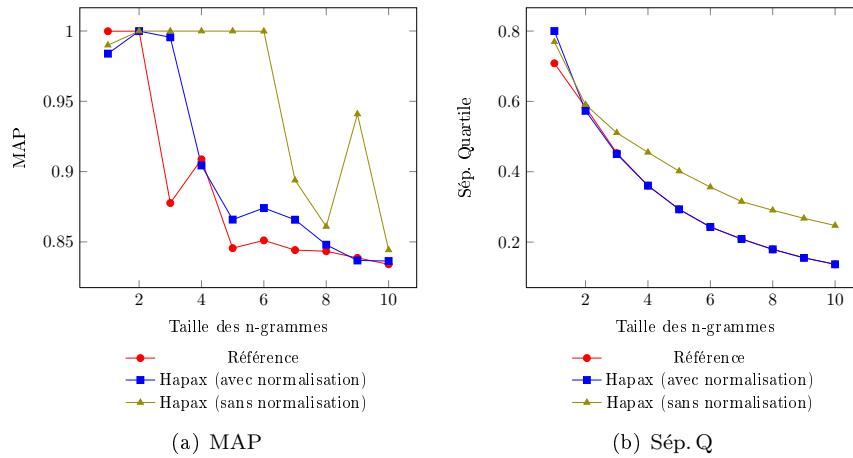 1
0.95
0.9
0.85
MAP
2
4
6
8
10
Taille des n-grammes
Référence
Hapax (avec normalisation)
Hapax (sans normalisation)
(a) MAP
0.8
0.6
0.4
0.2
Sép. Quartile
2
4
6
8
10
Taille des n-grammes
Référence
Hapax (avec normalisation)
Hapax (sans normalisation)
(b) Sép. Q